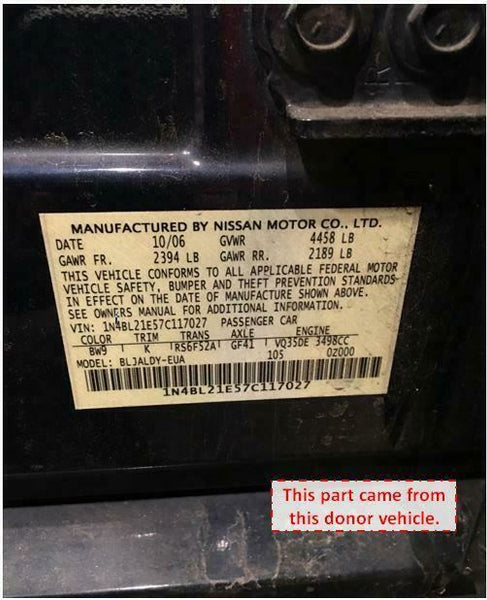 MANUFACTURED BY NISSAN MOTOR CO., LTD.
DATE 10/06 GVWR 4458 LB
GAWR FR. 2394 LB GAWR RR. 2189 LB
THIS VEHICLE CONFORMS TO ALL APPLICABLE FEDERAL MOTOR
VEHICLE SAFETY, BUMPER AND THEFT PREVENTION STANDARDS
IN EFFECT ON THE DATE OF MANUFACTURE SHOWN ABOVE.
SEE OWNERS MANUAL FOR ADDITIONAL INFORMATION.
VIN: 1N4BL21E57C117027 PASSENGER CAR
COLOR TRIM TRANS AXLE ENGINE
BW9 K RS6F52A GF41 VQ35DE 3498CC
MODEL: BLJALDY-EUA 105 0Z000
1N4BL21E57C117027
This part came from
this donor vehicle.